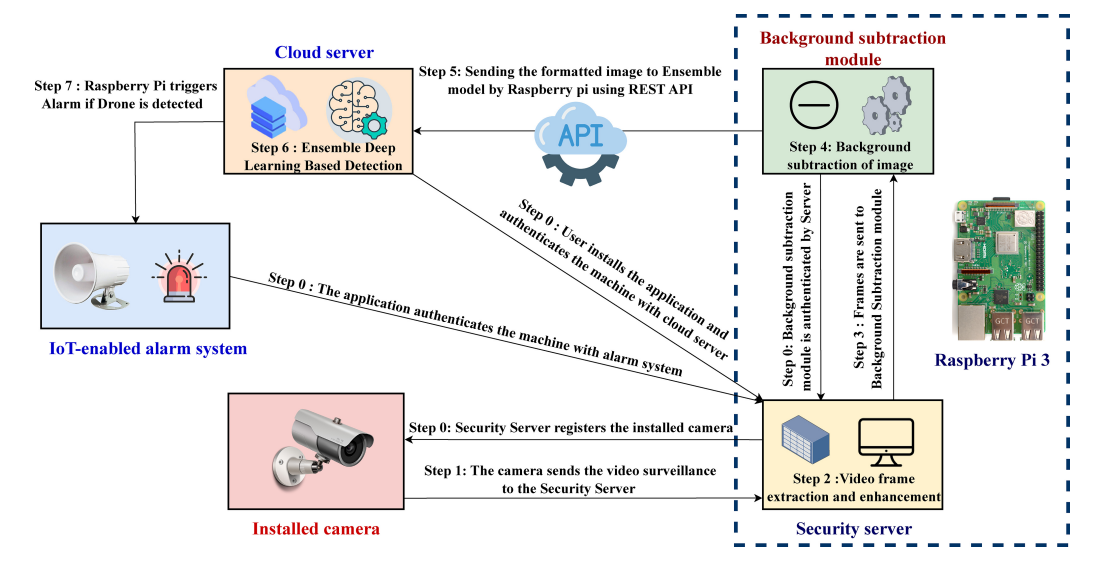 Background subtraction
module
Cloud server
Step 7 : Raspberry Pi triggers
Alarm if Drone is detected
Step 5: Sending the formatted image to Ensemble
model by Raspberry pi using REST API
API
Step 6 : Ensemble Deep
Learning Based Detection
Step 4: Background
subtraction of image
Step 0 : User installs the application and
authenticates the machine with cloud server
Step 0: Background subtraction
module is authenticated by Server
Step 3 : Frames are sent to
Background Subtraction module
GCT
GCT
Raspberry Pi 3
IoT-enabled alarm system
Step 0 : The application authenticates the machine with alarm system
Step 0: Security Server registers the installed camera
Step 1: The camera sends the video surveillance
to the Security Server
Step 2 :Video frame
extraction and enhancement
Installed camera
Security server